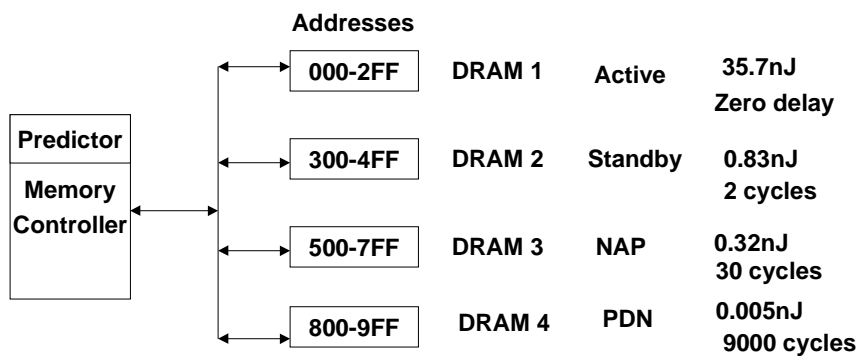 Addresses
000-2FF DRAM 1 Active 35.7nJ
Zero delay
Predictor
Memory
Controller
300-4FF DRAM 2 Standby 0.83nJ
2 cycles
500-7FF DRAM 3 NAP 0.32nJ
30 cycles
800-9FF DRAM 4 PDN 0.005nJ
9000 cycles